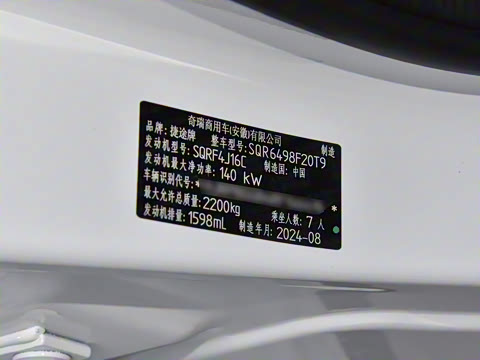 奇瑞商用车(安徽)有限公司 制造
品牌: 捷途牌 整车型号: SQR6498F20T9
发动机型号: SQRF4J16C 制造国: 中国
发动机最大净功率: 140 kW
车辆识别代号: * *
最大允许总质量: 2200kg 乘坐人数: 7 人
发动机排量: 1598mL 制造年月: 2024-08